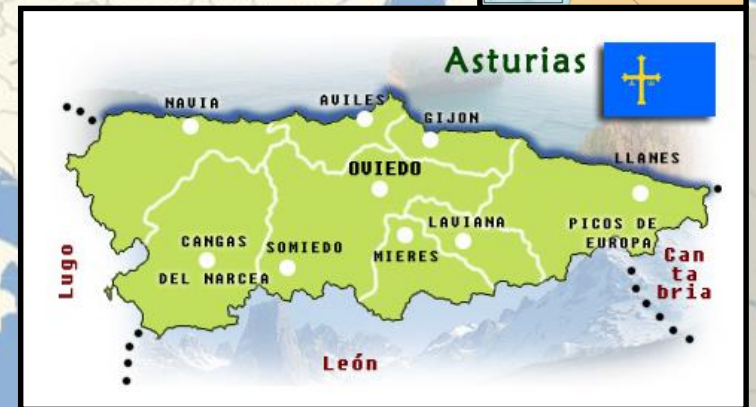 Asturias
NAVIA
AVILES
GIJON
OVIEDO
LLANES
CANGAS
DEL NARCEA
SOMIEDO
MIERES
LAVIANA
PICOS DE
EUROPA
Lugo
León
Can
ta
bria